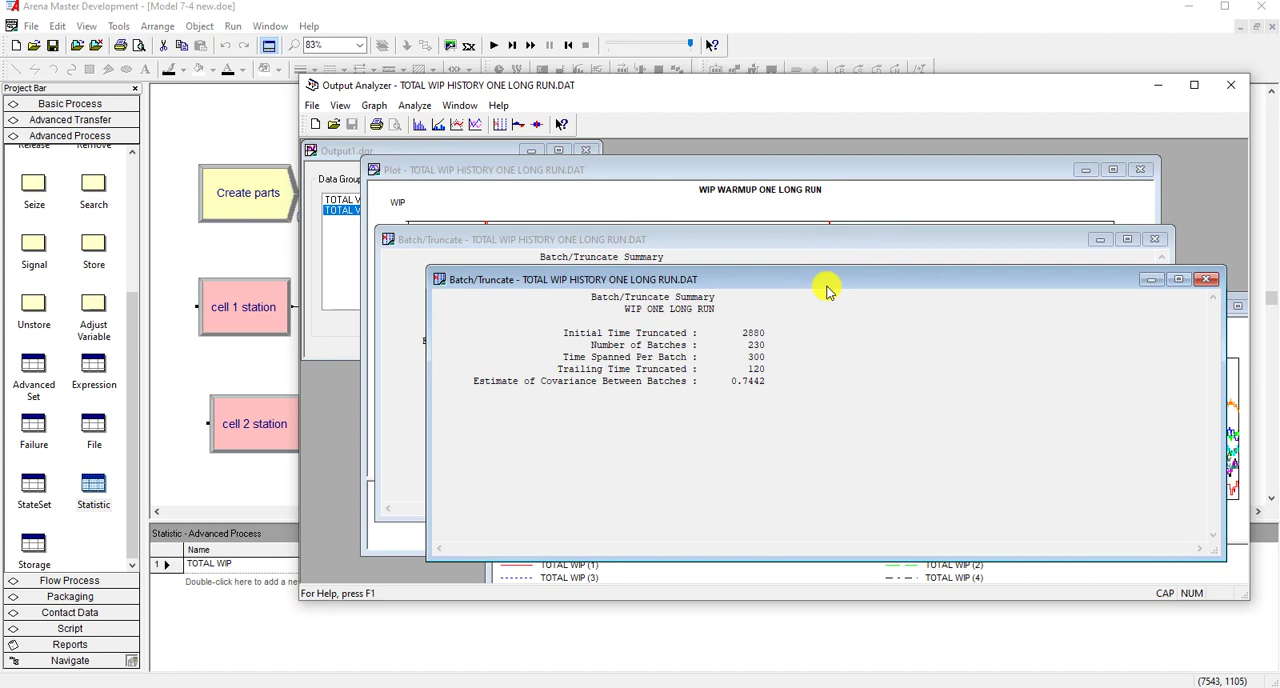 Arena Master Development - [Model 7-4 new.doe]
File Edit View Tools Arrange Object Run Window Help
83%
Project Bar
Basic Process
Advanced Transfer
Advanced Process
Release Remove
Seize Search
Signal Store
Unstore Adjust Variable
Advanced Set Expression
Failure File
StateSet Statistic
Storage
Flow Process
Packaging
Contact Data
Script
Reports
Navigate
Create parts
cell 1 station
cell 2 station
Statistic - Advanced Process
Name
1 TOTAL WIP
Double-click here to add a ne
Output Analyzer - TOTAL WIP HISTORY ONE LONG RUN.DAT
File View Graph Analyze Window Help
Output1.dgr
Data Group
TOTAL W
TOTAL W
Plot - TOTAL WIP HISTORY ONE LONG RUN.DAT
WIP WARMUP ONE LONG RUN
WIP
Batch/Truncate - TOTAL WIP HISTORY ONE LONG RUN.DAT
Batch/Truncate Summary
Batch/Truncate - TOTAL WIP HISTORY ONE LONG RUN.DAT
Batch/Truncate Summary
WIP ONE LONG RUN
Initial Time Truncated : 2880
Number of Batches : 230
Time Spanned Per Batch : 300
Trailing Time Truncated : 120
Estimate of Covariance Between Batches : 0.7442
TOTAL WIP (1) TOTAL WIP (2)
TOTAL WIP (3) TOTAL WIP (4)
For Help, press F1 CAP NUM
(7543, 1105)